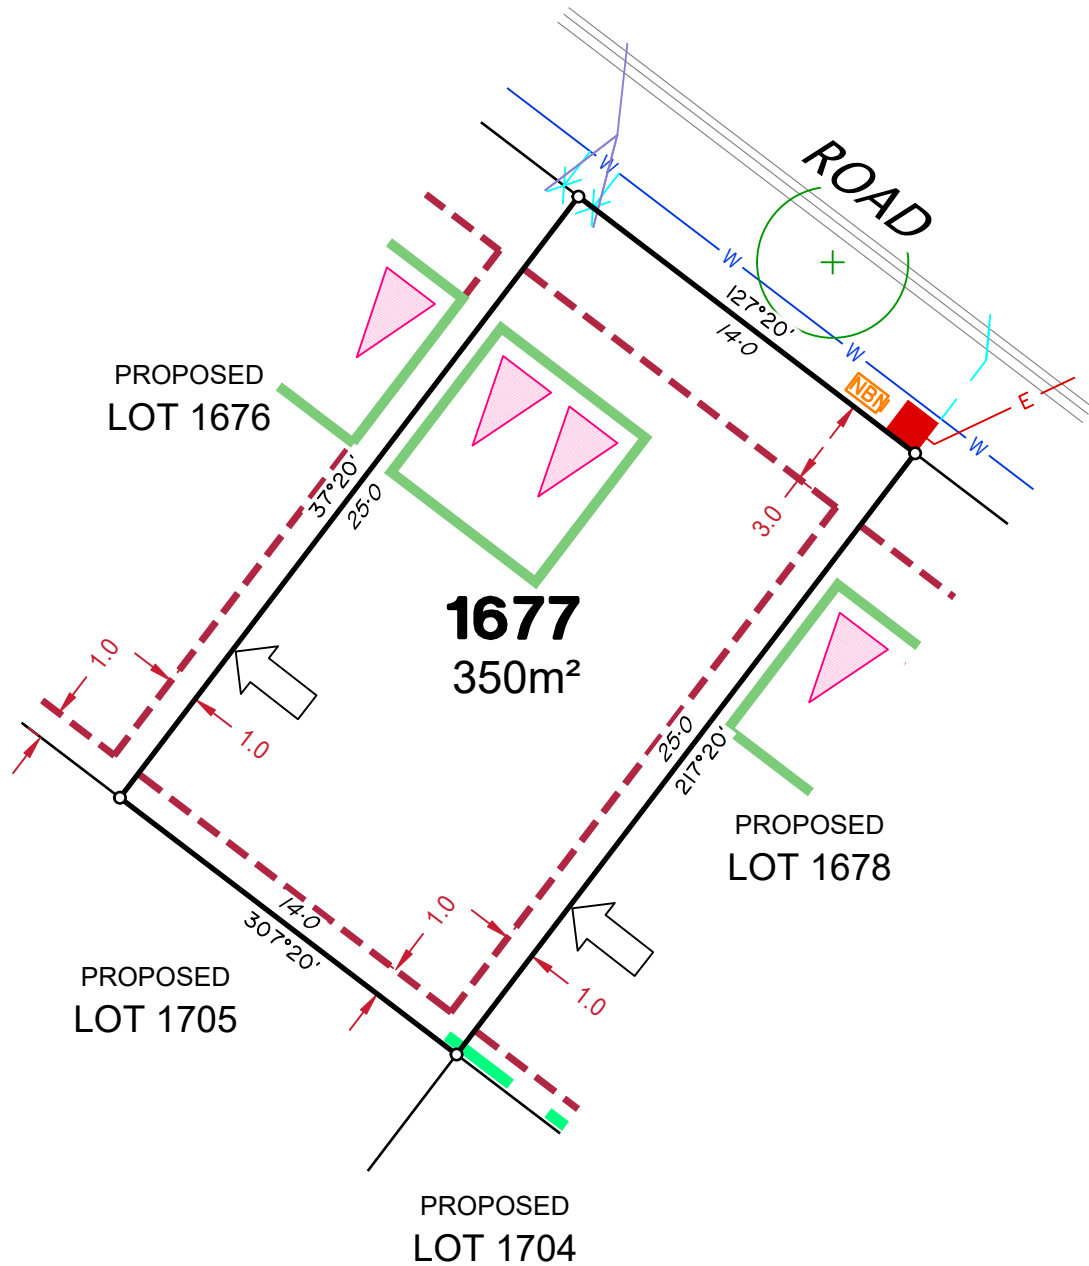 ROAD
W
W
127°20'
14·0
W
NBN
E
W
PROPOSED
LOT 1676
37°20'
25·0
3.0
1677
350m²
1.0
1.0
25·0
217°20'
PROPOSED
LOT 1678
14·0
307°20'
1.0
1.0
PROPOSED
LOT 1705
PROPOSED
LOT 1704